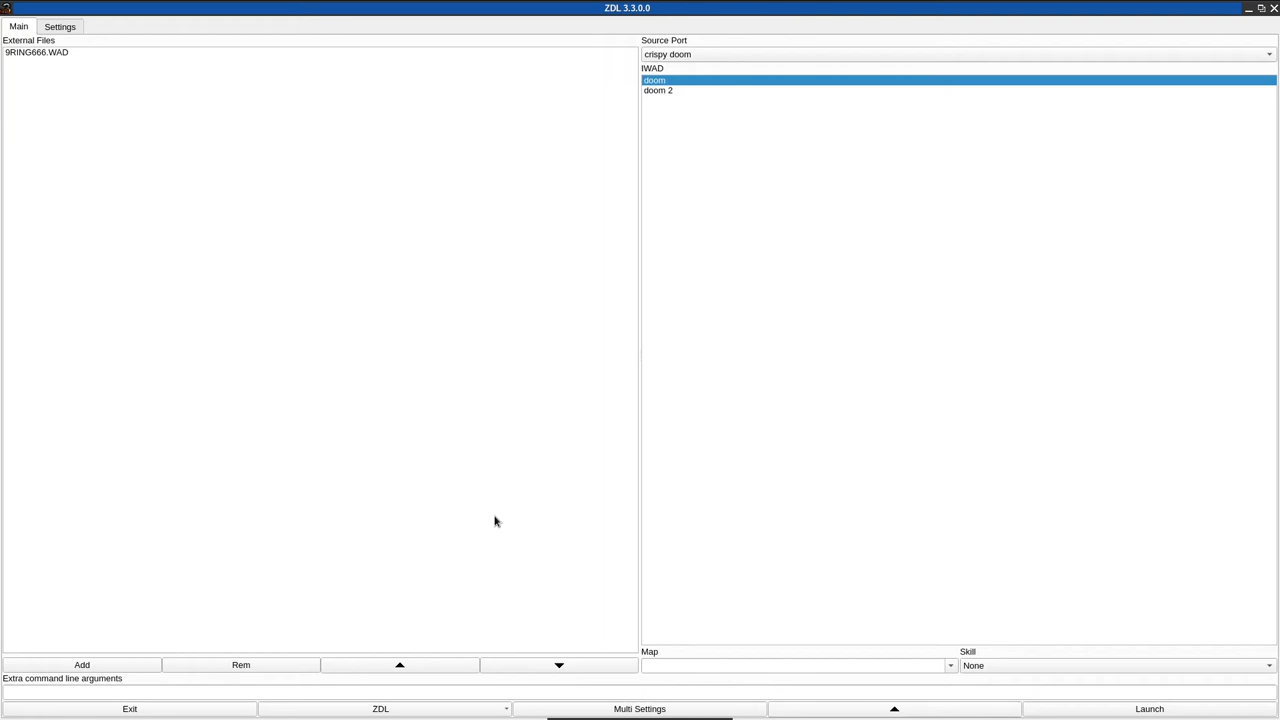 ZDL 3.3.0.0
Main
Settings
External Files
9RING666.WAD
Source Port
crispy doom
IWAD
doom
doom 2
Add
Rem
Map
Skill
None
Extra command line arguments
Exit
ZDL
Multi Settings
Launch